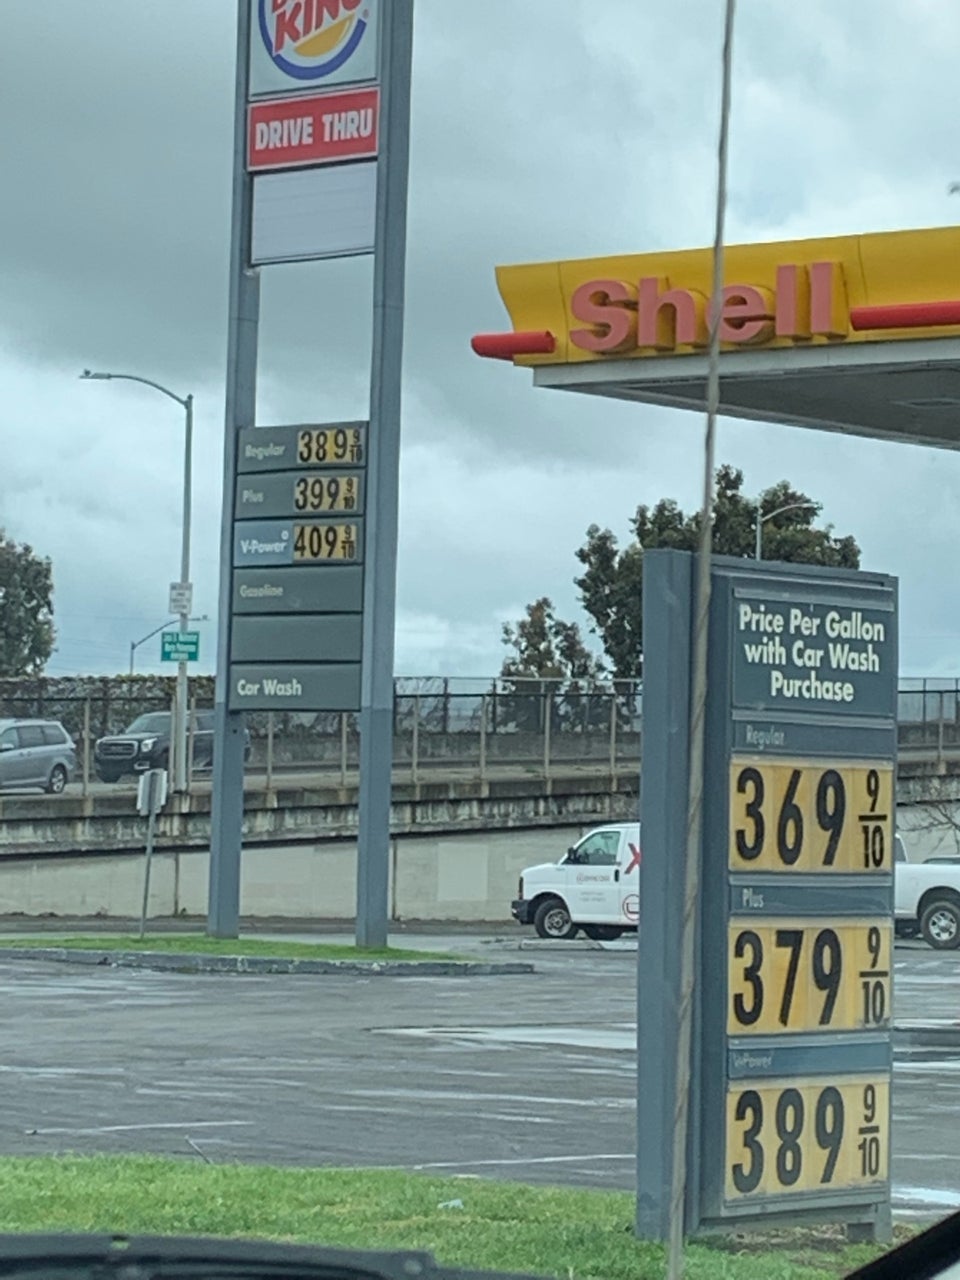 KING
DRIVE THRU
Shell
Regular 389 9/10
Plus 399 9/10
V-Power® 409 9/10
Gasoline
Car Wash
Price Per Gallon
with Car Wash
Purchase
Regular
369 9/10
Plus
379 9/10
V-Power
389 9/10